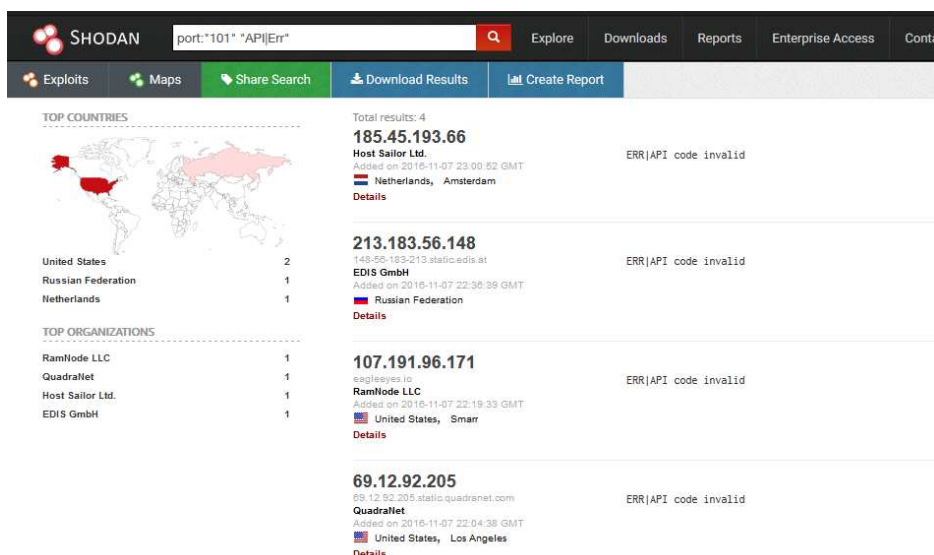 SHODAN
port:"101" "API|Err"
Explore Downloads Reports Enterprise Access
Exploits Maps Share Search Download Results Create Report
TOP COUNTRIES
United States 2
Russian Federation 1
Netherlands 1
TOP ORGANIZATIONS
RamNode LLC 1
QuadraNet 1
Host Sailor Ltd. 1
EDIS GmbH 1
Total results: 4
185.45.193.66
Host Sailor Ltd.
Added on 2016-11-07 23:00:52 GMT
Netherlands, Amsterdam
Details
ERR|API code invalid
213.183.56.148
148-56-183-213.static.edis.at
EDIS GmbH
Added on 2016-11-07 22:36:39 GMT
Russian Federation
Details
ERR|API code invalid
107.191.96.171
eagleeyes.io
RamNode LLC
Added on 2016-11-07 22:19:33 GMT
United States, Smarr
Details
ERR|API code invalid
69.12.92.205
69.12.92.205.static.quadranet.com
QuadraNet
Added on 2016-11-07 22:04:38 GMT
United States, Los Angeles
Details
ERR|API code invalid